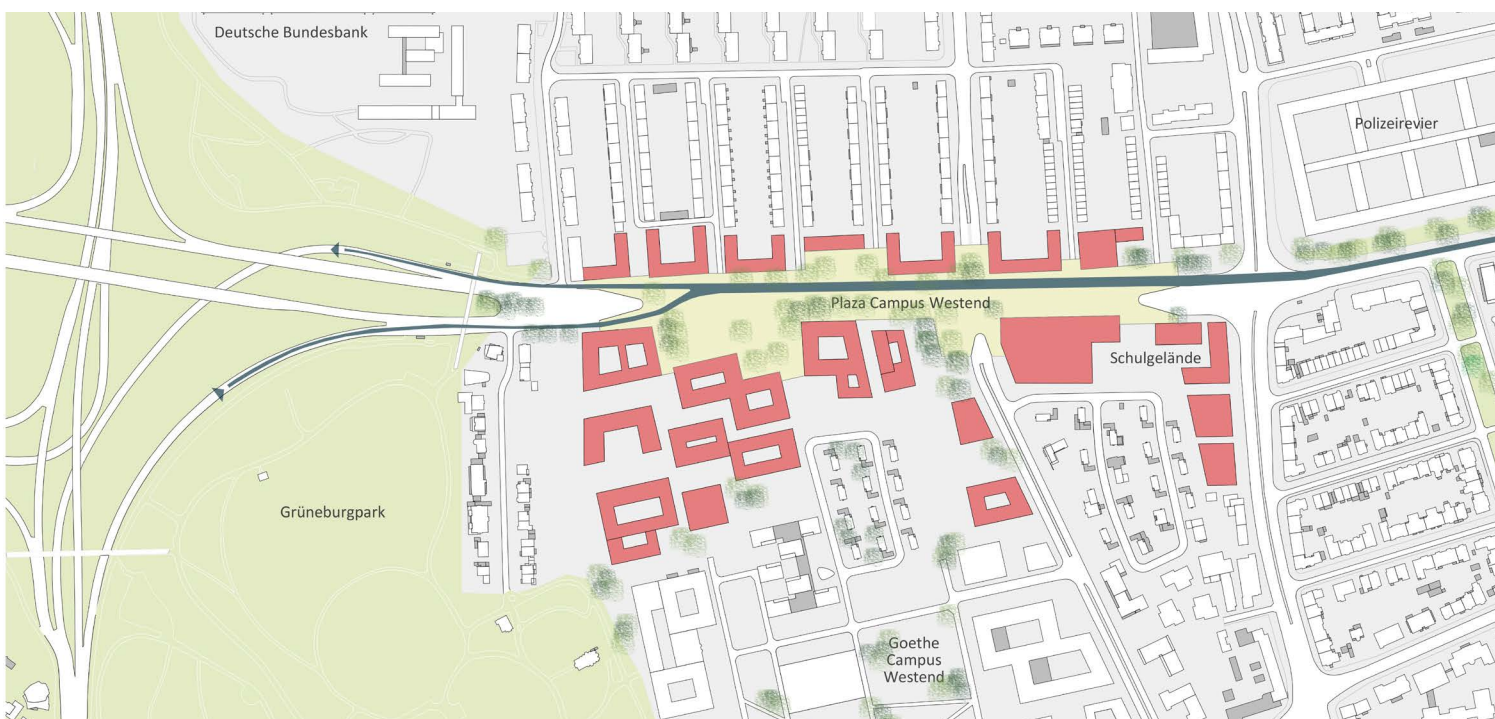 Deutsche Bundesbank
Polizeirevier
Plaza Campus Westend
Schulgelände
Grüneburgpark
Goethe
Campus
Westend